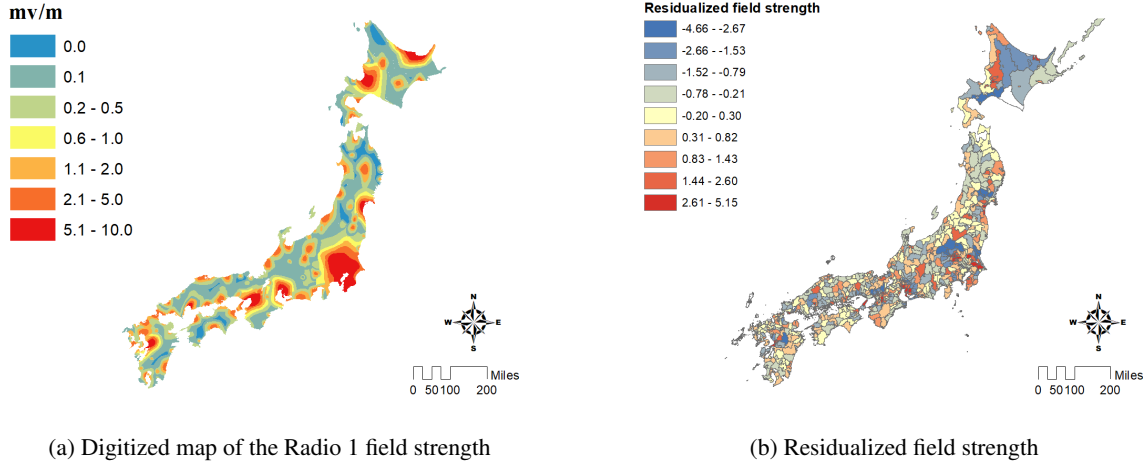 mv/m
0.0
0.1
0.2 - 0.5
0.6 - 1.0
1.1 - 2.0
2.1 - 5.0
5.1 - 10.0
N
W E
S
Miles
0 50100 200
(a) Digitized map of the Radio 1 field strength
Residualized field strength
-4.66 - -2.67
-2.66 - -1.53
-1.52 - -0.79
-0.78 - -0.21
-0.20 - 0.30
0.31 - 0.82
0.83 - 1.43
1.44 - 2.60
2.61 - 5.15
N
W E
S
Miles
0 50100 200
(b) Residualized field strength